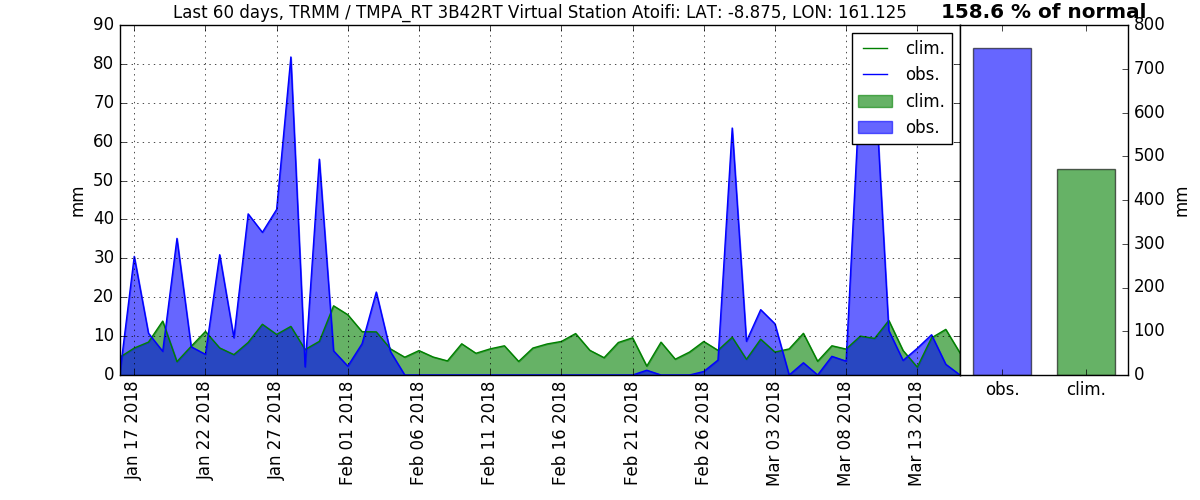 Last 60 days, TRMM / TMPA_RT 3B42RT Virtual Station Atoifi: LAT: -8.875, LON: 161.125
158.6 % of normal
90
80
70
60
50
40
30
20
10
0
mm
Jan 17 2018
Jan 22 2018
Jan 27 2018
Feb 01 2018
Feb 06 2018
Feb 11 2018
Feb 16 2018
Feb 21 2018
Feb 26 2018
Mar 03 2018
Mar 08 2018
Mar 13 2018
clim.
obs.
clim.
obs.
800
700
600
500
400
300
200
100
0
mm
obs.
clim.